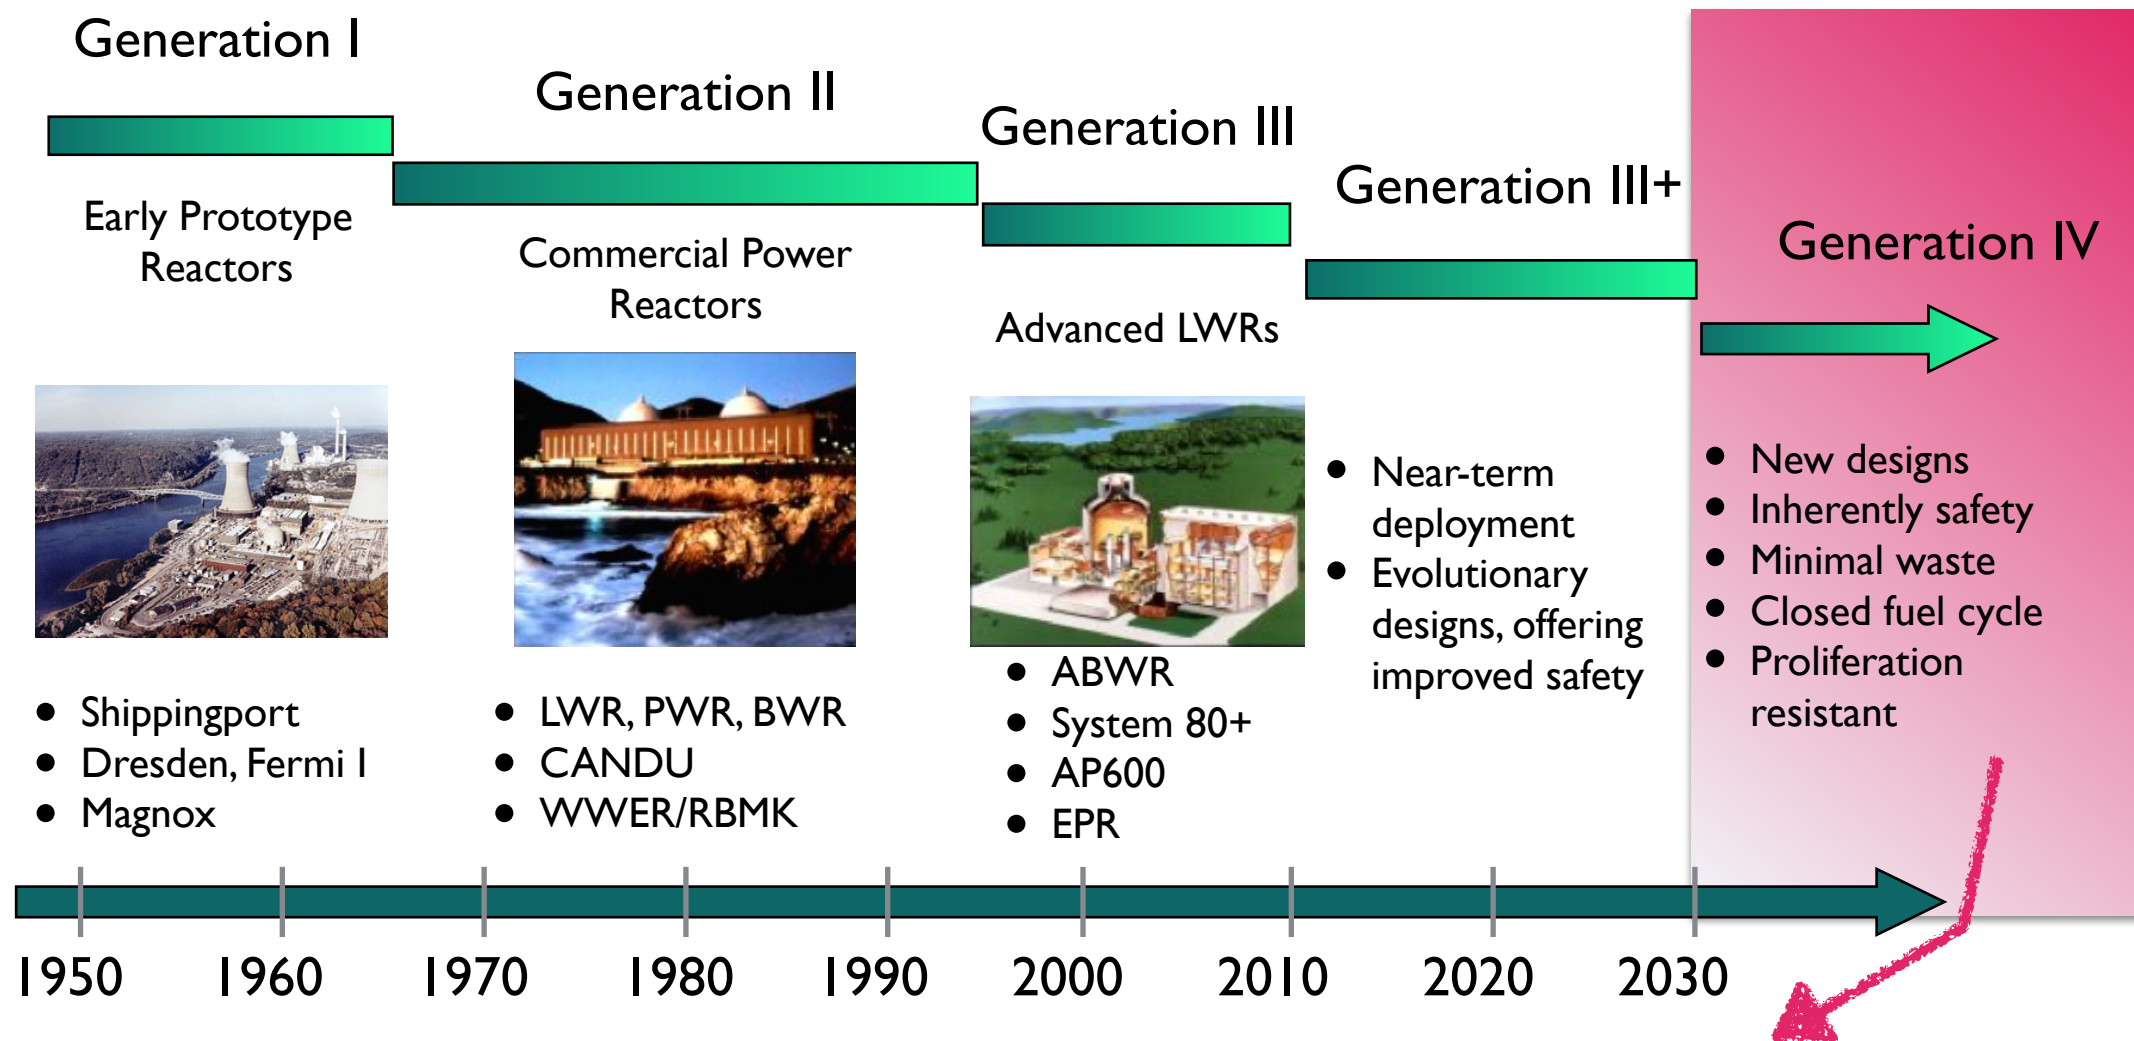 Generation I
Early Prototype
Reactors
• Shippingport
• Dresden, Fermi I
• Magnox
Generation II
Commercial Power
Reactors
• LWR, PWR, BWR
• CANDU
• WWER/RBMK
Generation III
Advanced LWRs
• ABWR
• System 80+
• AP600
• EPR
Generation III+
• Near-term
deployment
• Evolutionary
designs, offering
improved safety
Generation IV
• New designs
• Inherently safety
• Minimal waste
• Closed fuel cycle
• Proliferation
resistant
1950 1960 1970 1980 1990 2000 2010 2020 2030